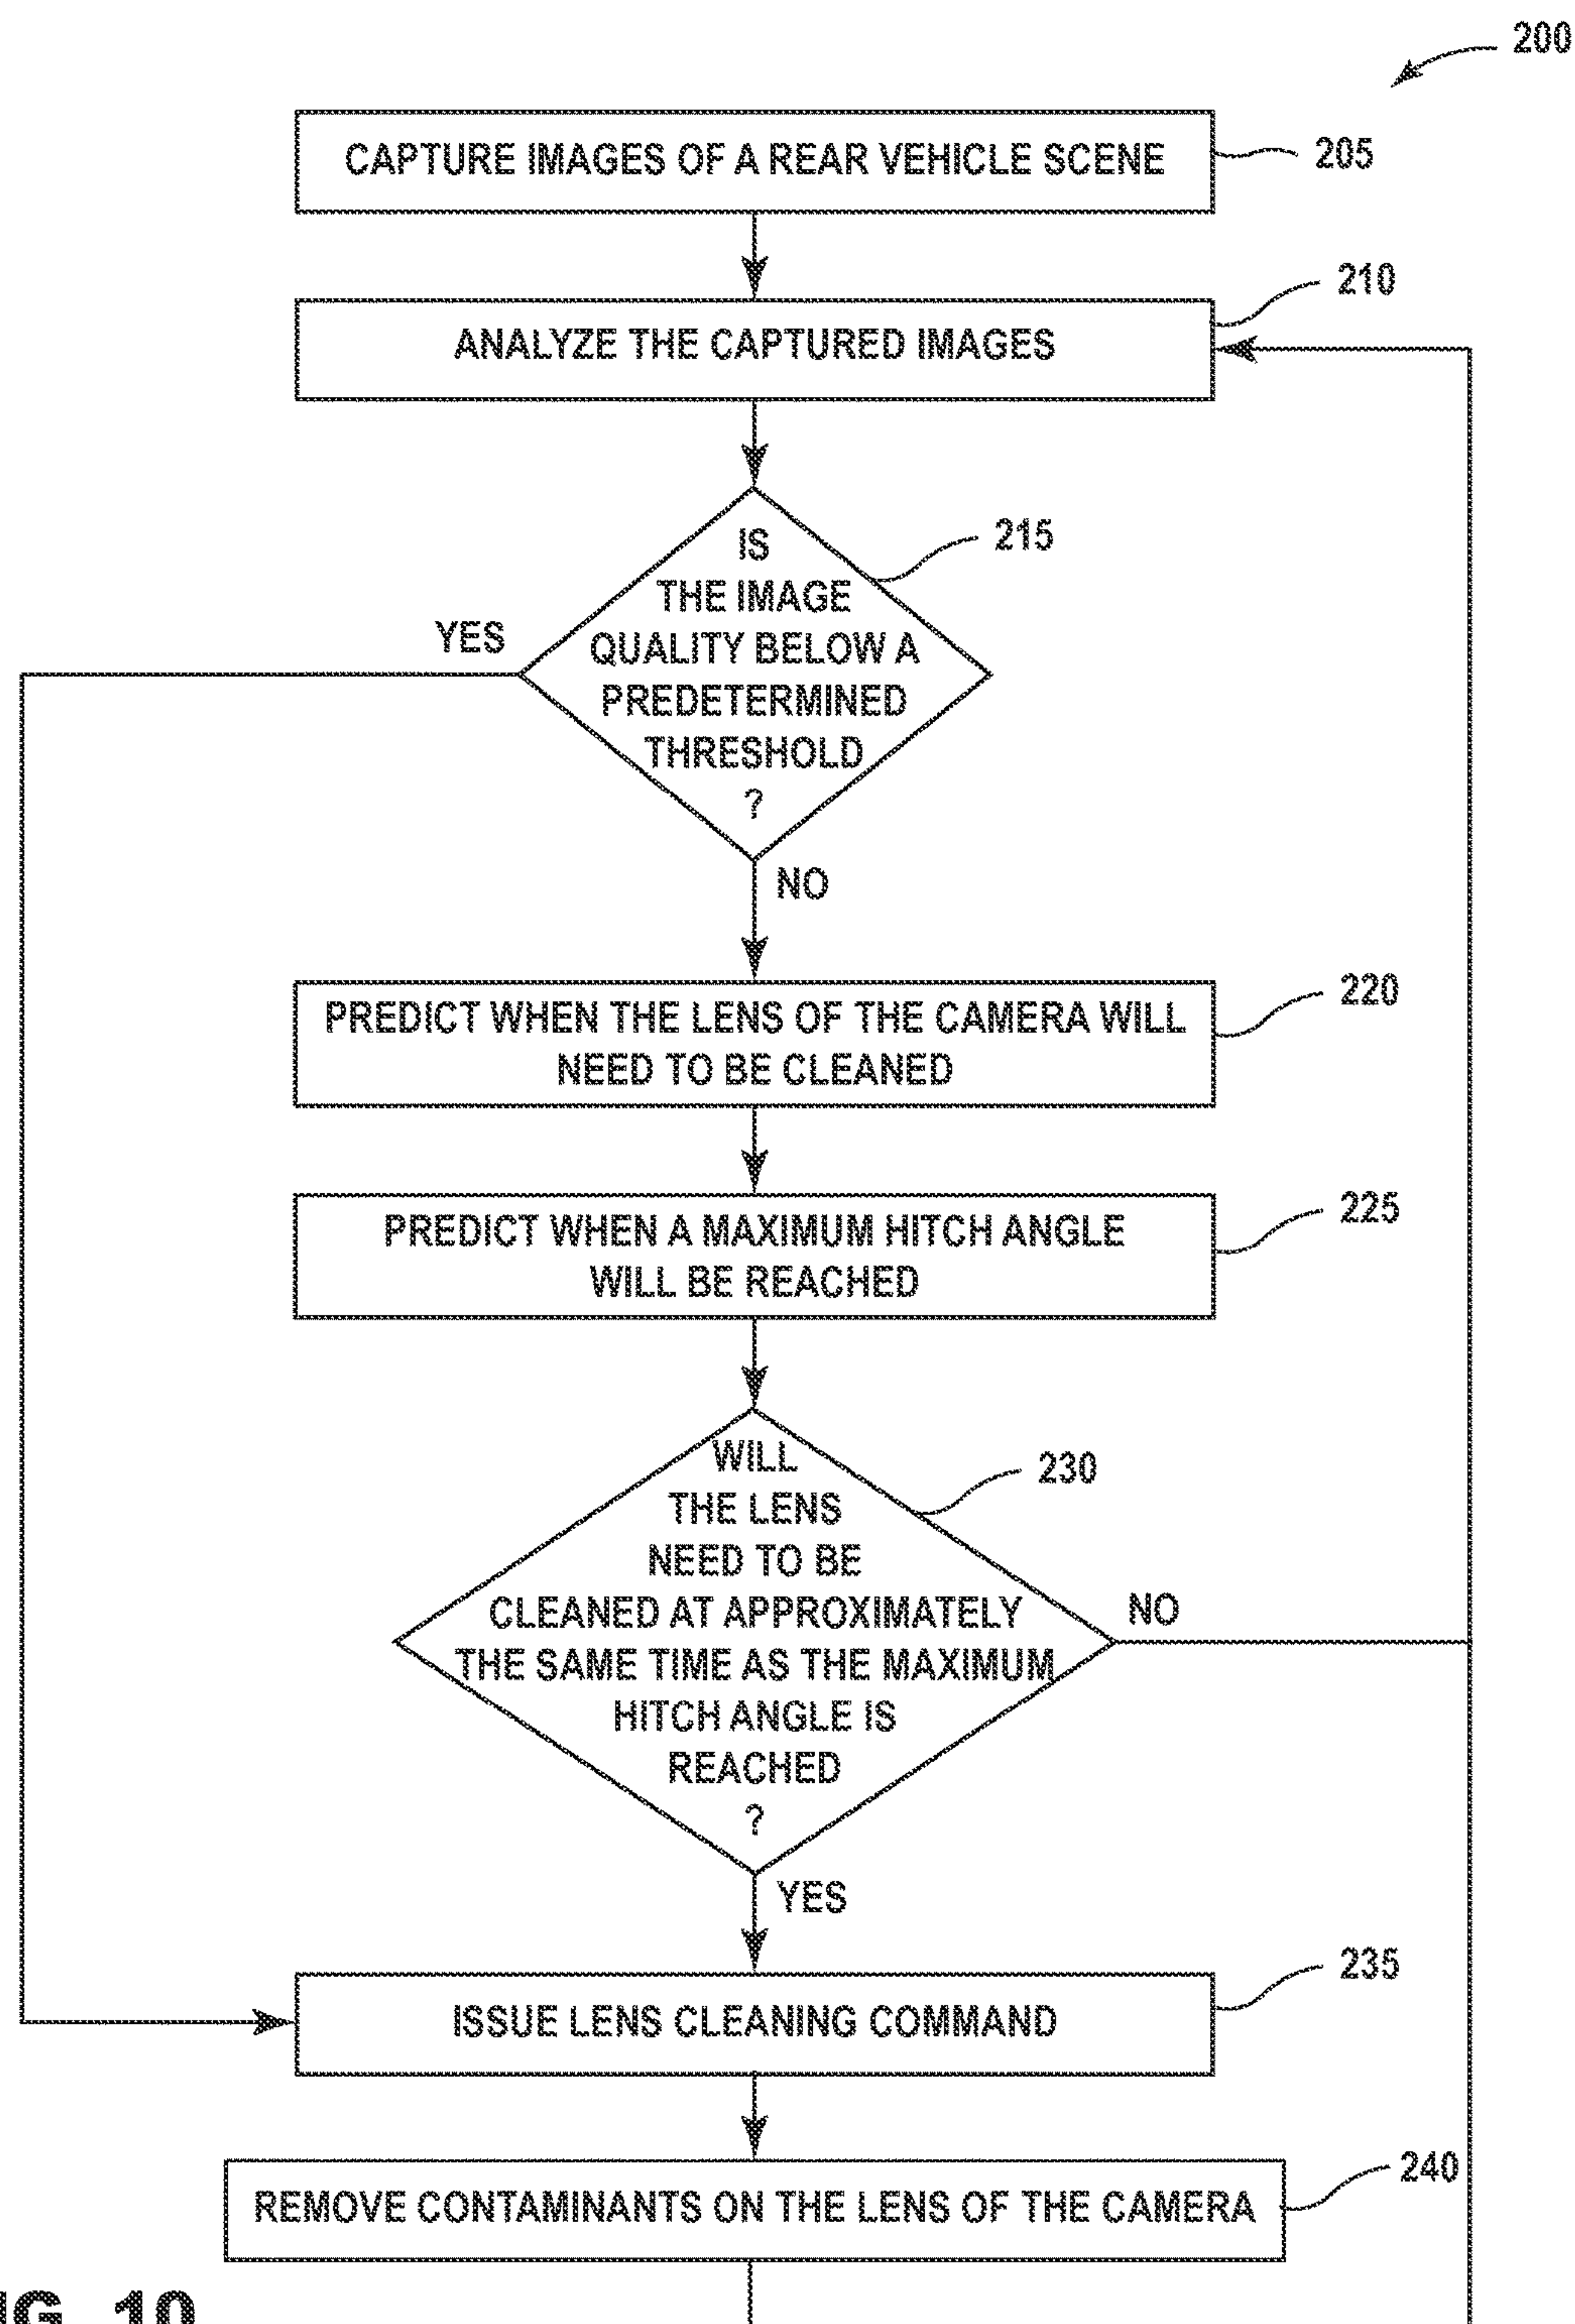 200
CAPTURE IMAGES OF A REAR VEHICLE SCENE
205
210
ANALYZE THE CAPTURED IMAGES
215
IS
THE IMAGE
QUALITY BELOW A
PREDETERMINED
THRESHOLD
?
YES
NO
220
PREDICT WHEN THE LENS OF THE CAMERA WILL
NEED TO BE CLEANED
225
PREDICT WHEN A MAXIMUM HITCH ANGLE
WILL BE REACHED
230
WILL
THE LENS
NEED TO BE
CLEANED AT APPROXIMATELY
THE SAME TIME AS THE MAXIMUM
HITCH ANGLE IS
REACHED
?
NO
YES
235
ISSUE LENS CLEANING COMMAND
240
REMOVE CONTAMINANTS ON THE LENS OF THE CAMERA
10